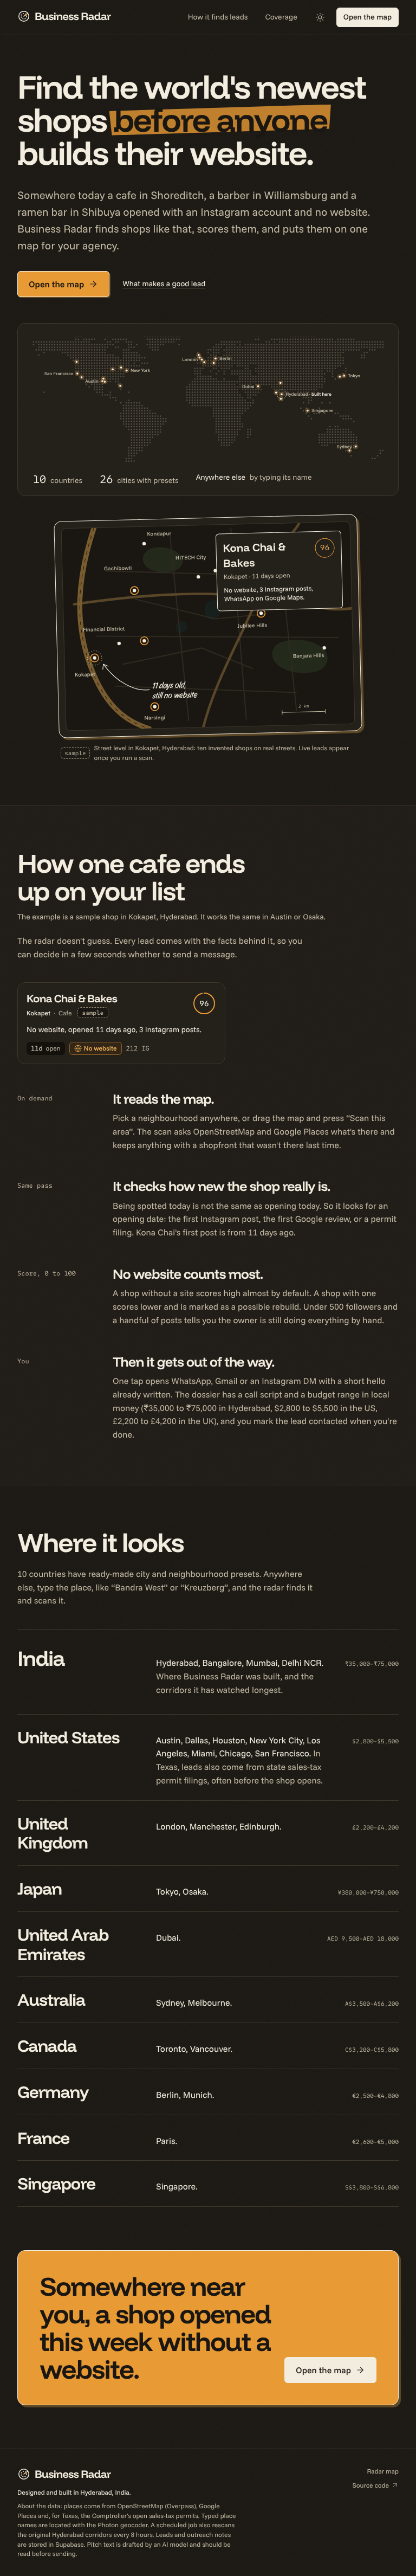 Business Radar
How it finds leads
Coverage
Open the map
Find the world's newest
shops before anyone
builds their website.
Somewhere today a cafe in Shoreditch, a barber in Williamsburg and a
ramen bar in Shibuya opened with an Instagram account and no website.
Business Radar finds shops like that, scores them, and puts them on one
map for your agency.
Open the map →
What makes a good lead
San Francisco
Austin
New York
London
Berlin
Dubai
Hyderabad · Built here
Tokyo
Singapore
Sydney
10 countries
26 cities with presets
Anywhere else by typing its name
Kondapur
HITECH City
Gachibowli
Kona Chai &
Bakes
96
Kokapet · 11 days open
No website, 3 Instagram posts,
WhatsApp on Google Maps.
Jubilee Hills
Financial District
Banjara Hills
Kokapet
11 days old,
still no website
Narsingi
2 km
sample
Street level in Kokapet, Hyderabad: ten invented shops on real streets. Live leads appear
once you run a scan.
How one cafe ends
up on your list
The example is a sample shop in Kokapet, Hyderabad. It works the same in Austin or Osaka.
The radar doesn't guess. Every lead comes with the facts behind it, so you
can decide in a few seconds whether to send a message.
Kona Chai & Bakes
96
Kokapet · Cafe sample
No website, opened 11 days ago, 3 Instagram posts.
11d open
No website
212 IG
On demand
It reads the map.
Pick a neighbourhood anywhere, or drag the map and press “Scan this
area”. The scan asks OpenStreetMap and Google Places what's there and
keeps anything with a shopfront that wasn't there last time.
Same pass
It checks how new the shop really is.
Being spotted today is not the same as opening today. So it looks for an
opening date: the first Instagram post, the first Google review, or a permit
filing. Kona Chai's first post is from 11 days ago.
Score, 0 to 100
No website counts most.
A shop without a site scores high almost by default. A shop with one
scores lower and is marked as a possible rebuild. Under 500 followers and
a handful of posts tells you the owner is still doing everything by hand.
You
Then it gets out of the way.
One tap opens WhatsApp, Gmail or an Instagram DM with a short hello
already written. The dossier has a call script and a budget range in local
money (₹35,000 to ₹75,000 in Hyderabad, $2,800 to $5,500 in the US,
£2,200 to £4,200 in the UK), and you mark the lead contacted when you're
done.
Where it looks
10 countries have ready-made city and neighbourhood presets. Anywhere
else, type the place, like “Bandra West” or “Kreuzberg”, and the radar finds it
and scans it.
India
Hyderabad, Bangalore, Mumbai, Delhi NCR.
₹35,000–₹75,000
Where Business Radar was built, and the
corridors it has watched longest.
United States
Austin, Dallas, Houston, New York City, Los
$2,800–$5,500
Angeles, Miami, Chicago, San Francisco. In
Texas, leads also come from state sales-tax
permit filings, often before the shop opens.
United
Kingdom
London, Manchester, Edinburgh.
£2,200–£4,200
Japan
Tokyo, Osaka.
¥380,000–¥750,000
United Arab
Emirates
Dubai.
AED 9,500–AED 18,000
Australia
Sydney, Melbourne.
A$3,500–A$6,200
Canada
Toronto, Vancouver.
C$3,200–C$5,800
Germany
Berlin, Munich.
€2,500–€4,800
France
Paris.
€2,600–€5,000
Singapore
Singapore.
S$3,800–S$6,800
Somewhere near
you, a shop opened
this week without a
website.
Open the map →
Business Radar
Radar map
Source code ↗
Designed and built in Hyderabad, India.
About the data: places come from OpenStreetMap (Overpass), Google
Places and, for Texas, the Comptroller's open sales-tax permits. Typed place
names are located with the Photon geocoder. A scheduled job also rescans
the original Hyderabad corridors every 8 hours. Leads and outreach notes
are stored in Supabase. Pitch text is drafted by an AI model and should be
read before sending.